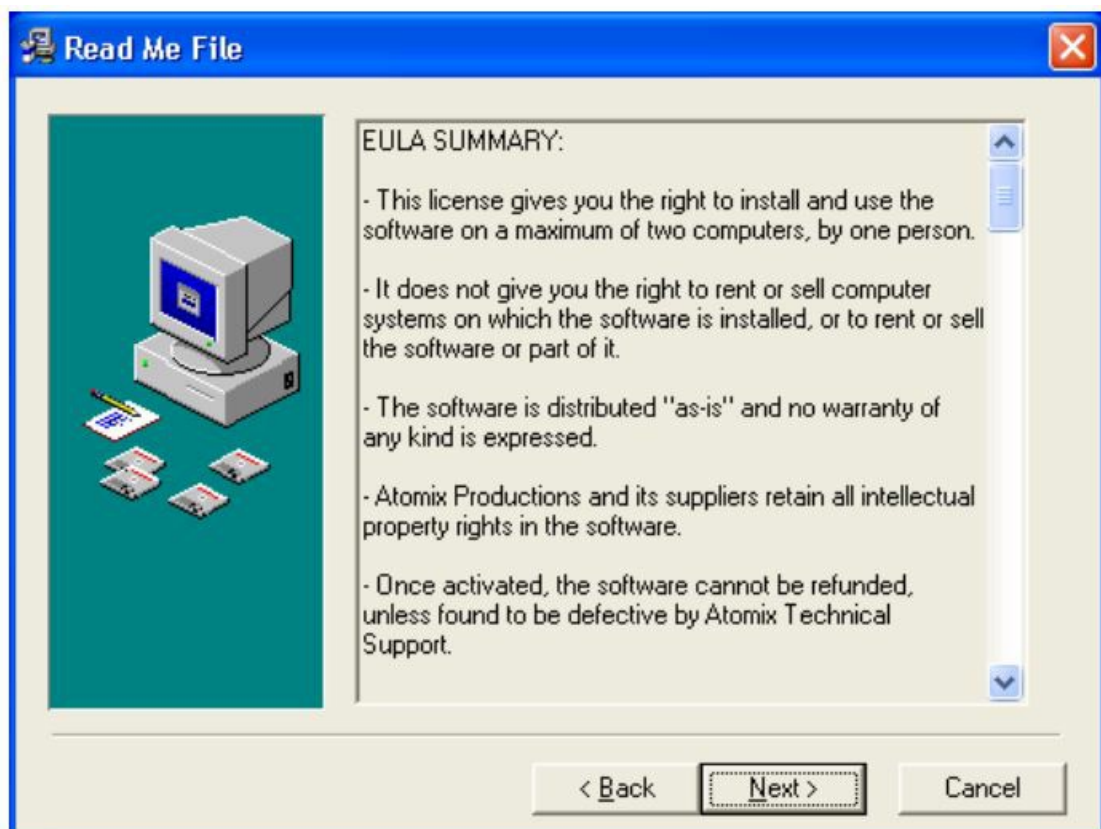 Read Me File
EULA SUMMARY:
- This license gives you the right to install and use the
software on a maximum of two computers, by one person.
- It does not give you the right to rent or sell computer
systems on which the software is installed, or to rent or sell
the software or part of it.
- The software is distributed "as-is" and no warranty of
any kind is expressed.
- Atomix Productions and its suppliers retain all intellectual
property rights in the software.
- Once activated, the software cannot be refunded,
unless found to be defective by Atomix Technical
Support.
< Back Next > Cancel